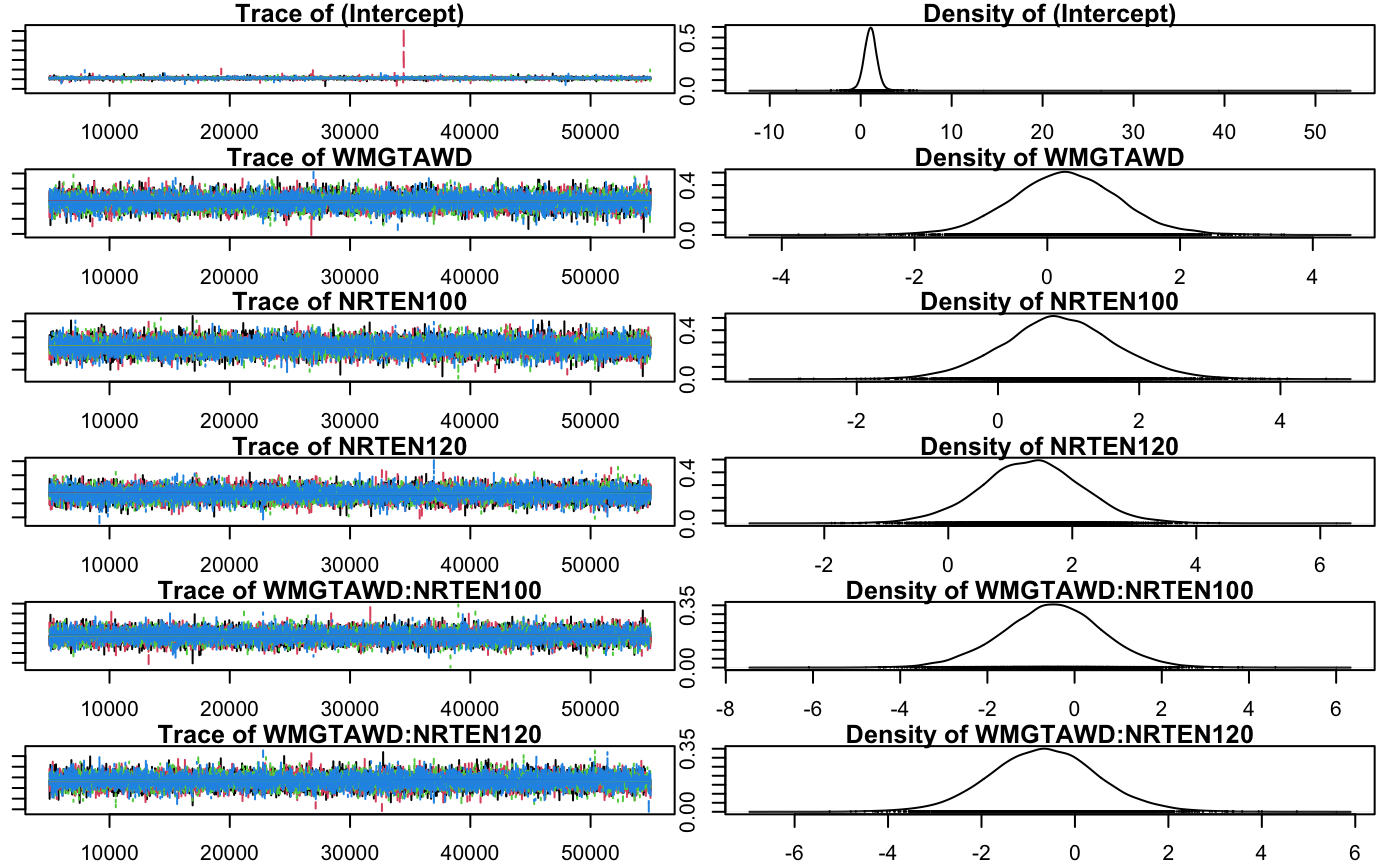 Trace of (Intercept)
10000 20000 30000 40000 50000
Density of (Intercept)
0.0 0.5
-10 0 10 20 30 40 50
Trace of WMGTAWD
10000 20000 30000 40000 50000
Density of WMGTAWD
0.0 0.4
-4 -2 0 2 4
Trace of NRTEN100
10000 20000 30000 40000 50000
Density of NRTEN100
0.0 0.4
-2 0 2 4
Trace of NRTEN120
10000 20000 30000 40000 50000
Density of NRTEN120
0.0 0.4
-2 0 2 4 6
Trace of WMGTAWD:NRTEN100
10000 20000 30000 40000 50000
Density of WMGTAWD:NRTEN100
0.00 0.35
-8 -6 -4 -2 0 2 4 6
Trace of WMGTAWD:NRTEN120
10000 20000 30000 40000 50000
Density of WMGTAWD:NRTEN120
0.00 0.35
-6 -4 -2 0 2 4 6